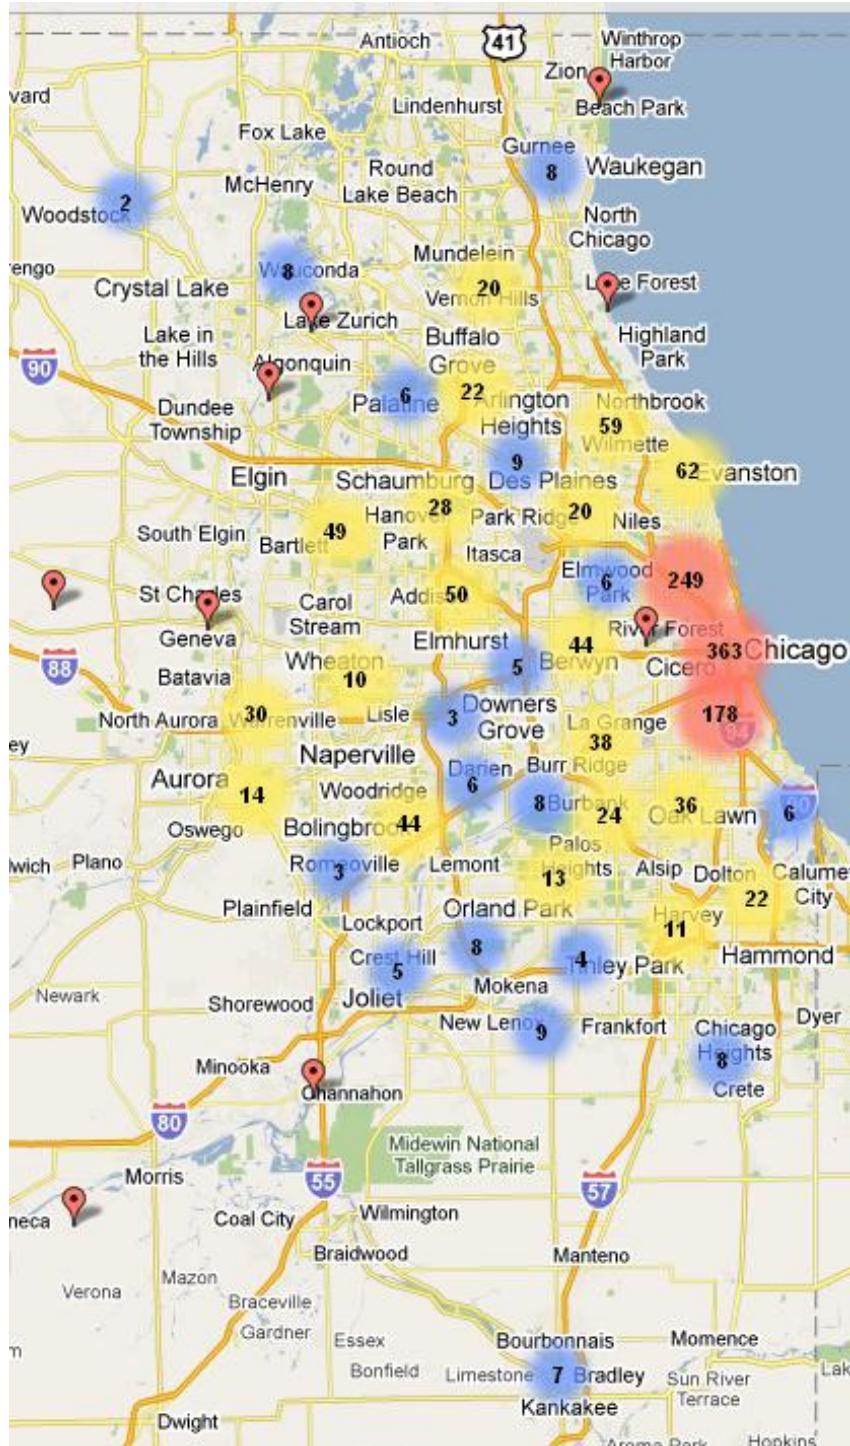 41
Winthrop
Harbor
Antioch
Zion
vard
Lindenhurst
Beach Park
Fox Lake
Gurnee
Round
Lake Beach
8
Waukegan
McHenry
2
Woodstock
North
Chicago
Mundelein
rengo
8
Wauconda
20
Vernon Hills
Crystal Lake
Lake Forest
Lake Zurich
Lake in
the Hills
Buffalo
Grove
Highland
Park
90
Algonquin
6
Palatine
22
Arlington
Heights
Northbrook
Dundee
Township
59
Wilmette
9
62
Evanston
Elgin
Schaumburg
Des Plaines
28
Hanover
Park
Park Ridge
20
Niles
49
South Elgin
Bartlett
Itasca
Elmwood
Park
6
249
St Charles
Carol
Stream
Addison
50
Geneva
River Forest
Elmhurst
44
Berwyn
363
Chicago
88
Wheaton
5
Cicero
Batavia
10
30
3
Downers
Grove
178
North Aurora
Warrenville
Lisle
La Grange
94
ey
Naperville
38
Aurora
Darien
Burr Ridge
14
Woodridge
6
8
Burbank
36
Oak Lawn
90
6
Oswego
Bolingbrook
44
24
Palos
Heights
lwich
Plano
Romeoville
3
Lemont
13
Alsip
Dolton
Calumet
City
Plainfield
Orland Park
22
Lockport
Harvey
11
8
Crest Hill
5
4
Tinley Park
Hammond
Newark
Shorewood
Joliet
Mokena
New Lenox
9
Frankfort
Chicago
Heights
Dyer
Minooka
8
Channahon
Crete
80
Midewin National
Tallgrass Prairie
Morris
55
57
neca
Coal City
Wilmington
Braidwood
Manteno
Verona
Mazon
Braceville
Gardner
Essex
Bourbonnais
Momence
m
Bonfield
Limestone
7
Bradley
Sun River
Terrace
Lak
Kankakee
Dwight
Aroma Park
Hopkins